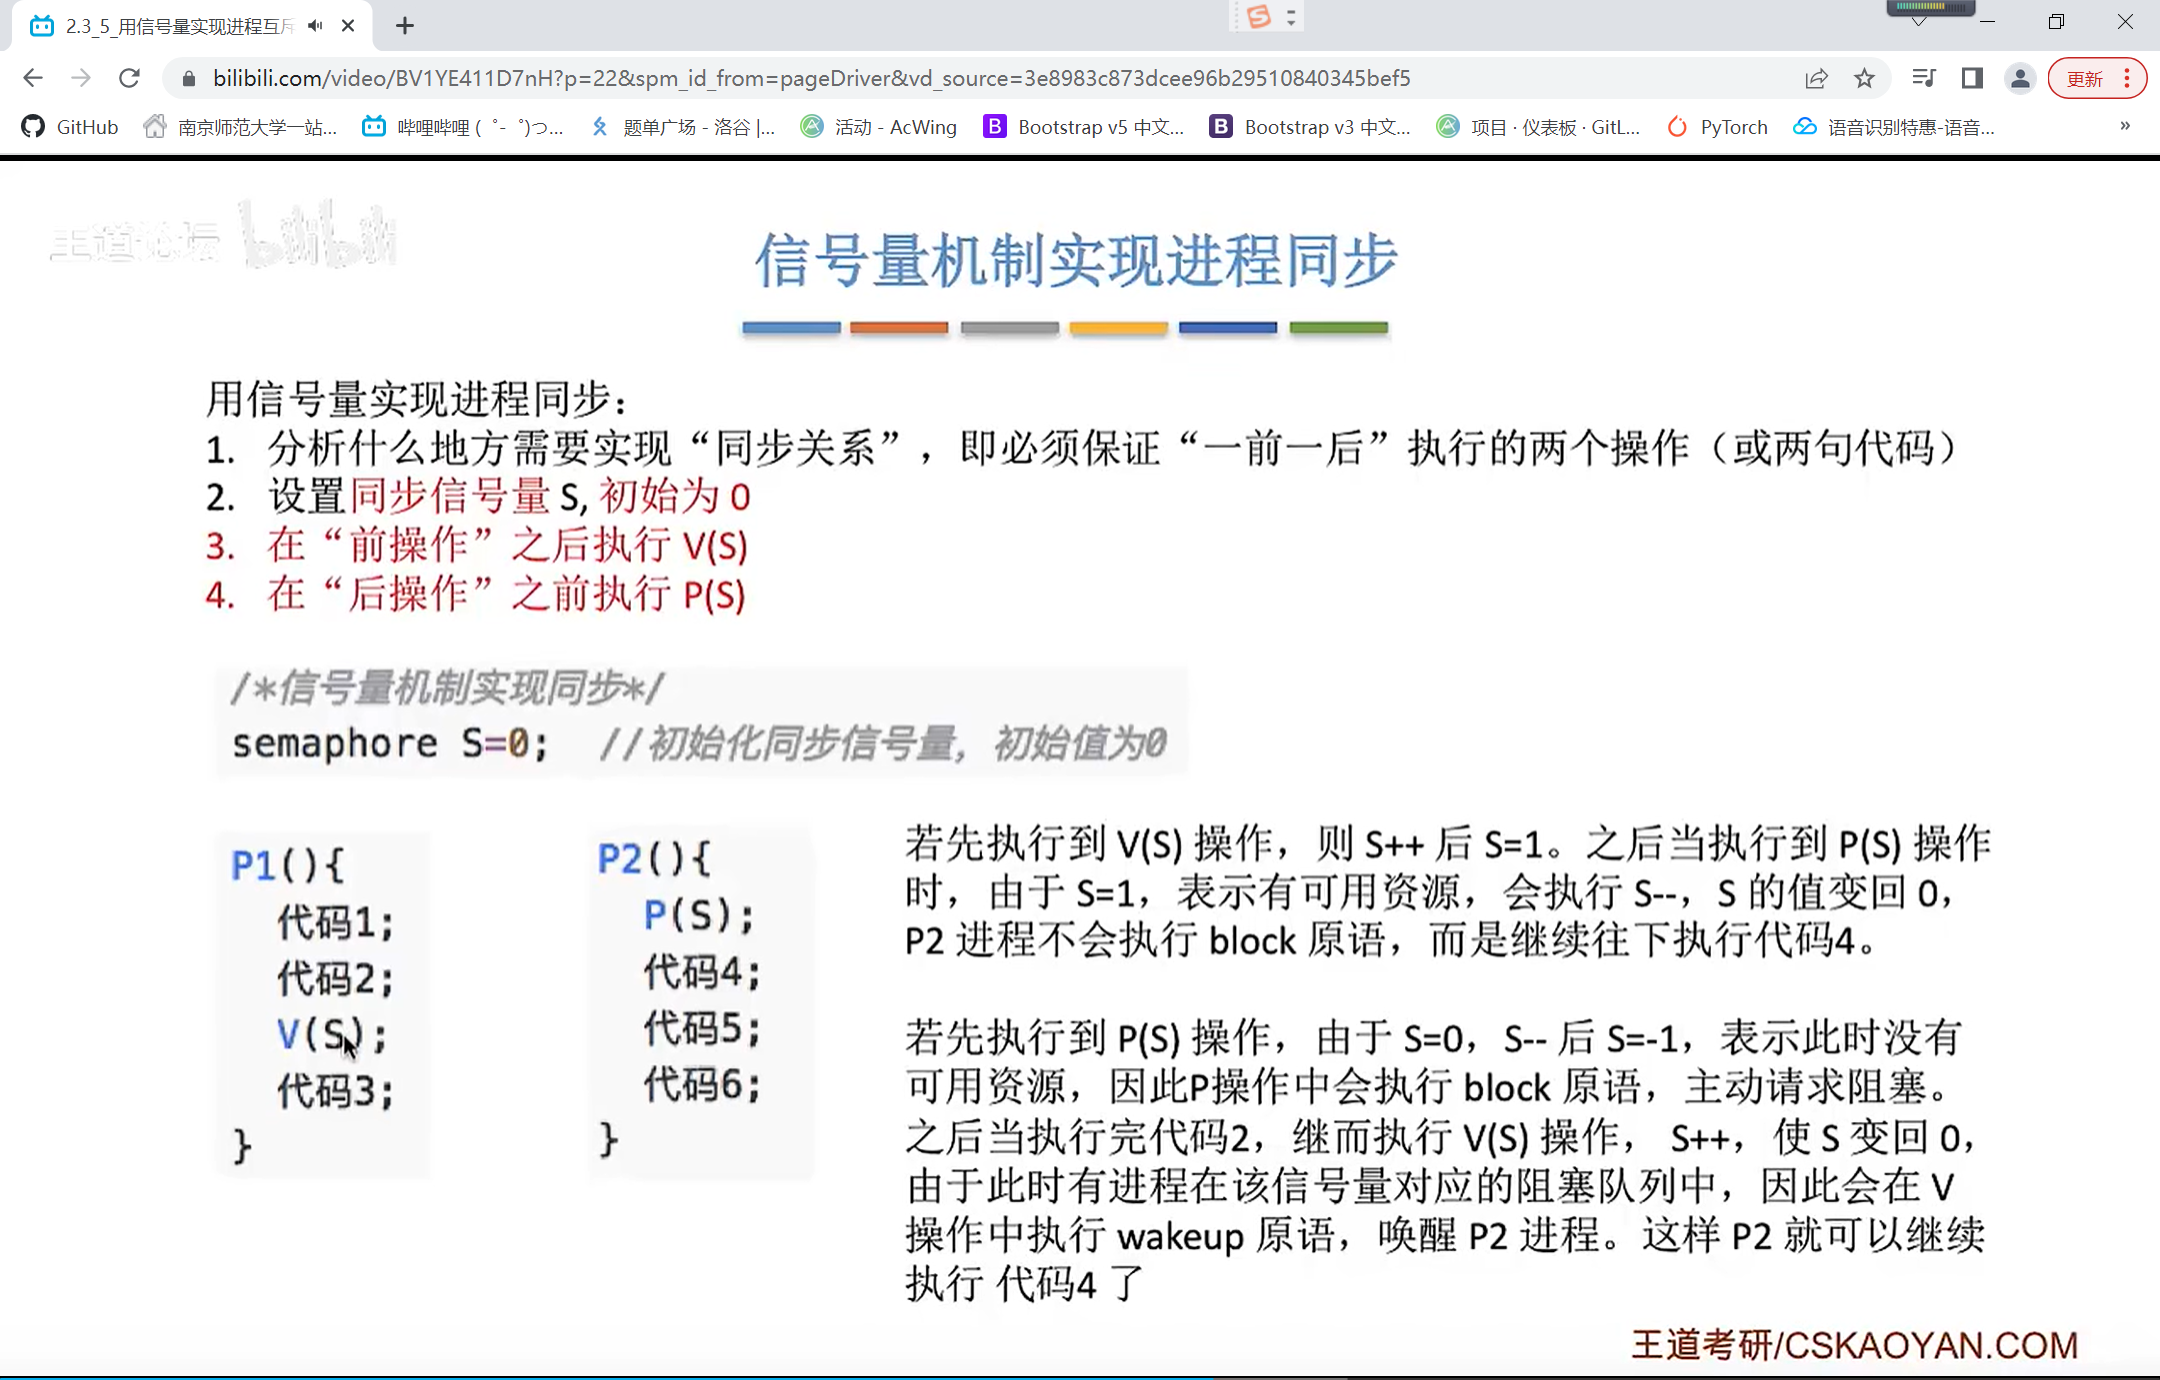 2.3_5_用信号量实现进程互斥
bilibili.com/video/BV1YE411D7nH?p=22&spm_id_from=pageDriver&vd_source=3e8983c873dcee96b29510840345bef5
更新
GitHub 南京师范大学一站... 哔哩哔哩 (゜-゜)つ... 题单广场 - 洛谷 |... 活动 - AcWing Bootstrap v5 中文... Bootstrap v3 中文... 项目 · 仪表板 · GitL... PyTorch 语音识别特惠-语音... »
王道论坛 bilibili
信号量机制实现进程同步
用信号量实现进程同步：
1. 分析什么地方需要实现“同步关系”，即必须保证“一前一后”执行的两个操作（或两句代码）
2. 设置同步信号量 S, 初始为 0
3. 在“前操作”之后执行 V(S)
4. 在“后操作”之前执行 P(S)
/*信号量机制实现同步*/
semaphore S=0; //初始化同步信号量，初始值为0
P1(){
代码1;
代码2;
V(S);
代码3;
}
P2(){
P(S);
代码4;
代码5;
代码6;
}
若先执行到 V(S) 操作，则 S++ 后 S=1。之后当执行到 P(S) 操作
时，由于 S=1，表示有可用资源，会执行 S--，S 的值变回 0，
P2 进程不会执行 block 原语，而是继续往下执行代码4。
若先执行到 P(S) 操作，由于 S=0，S-- 后 S=-1，表示此时没有
可用资源，因此P操作中会执行 block 原语，主动请求阻塞。
之后当执行完代码2，继而执行 V(S) 操作， S++，使 S 变回 0，
由于此时有进程在该信号量对应的阻塞队列中，因此会在 V
操作中执行 wakeup 原语，唤醒 P2 进程。这样 P2 就可以继续
执行 代码4 了
王道考研/CSKAOYAN.COM